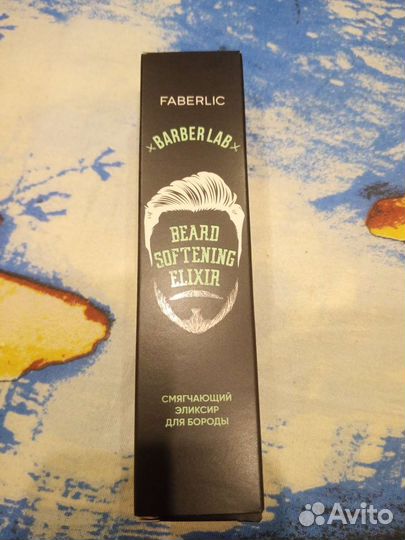 FABERLIC
BARBER LAB
BEARD
SOFTENING
ELIXIR
СМЯГЧАЮЩИЙ
ЭЛИКСИР
ДЛЯ БОРОДЫ
Avito